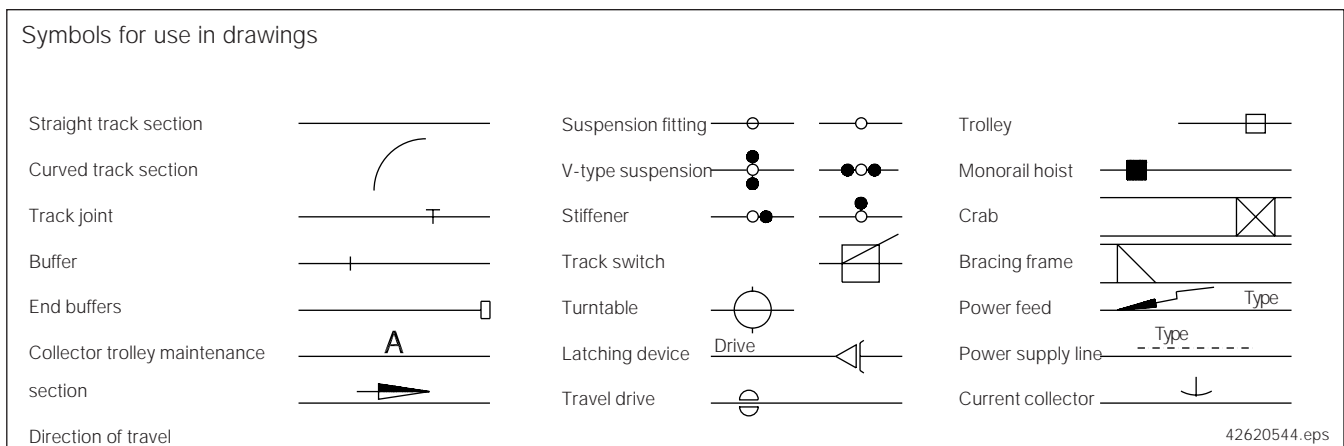 Symbols for use in drawings
Straight track section
Curved track section
Track joint
Buffer
End buffers
Collector trolley maintenance
section
Direction of travel
A
Suspension fitting
V-type suspension
Stiffener
Track switch
Turntable
Latching device
Drive
Travel drive
Trolley
Monorail hoist
Crab
Bracing frame
Power feed
Type
Power supply line
Type
Current collector
42620544.eps